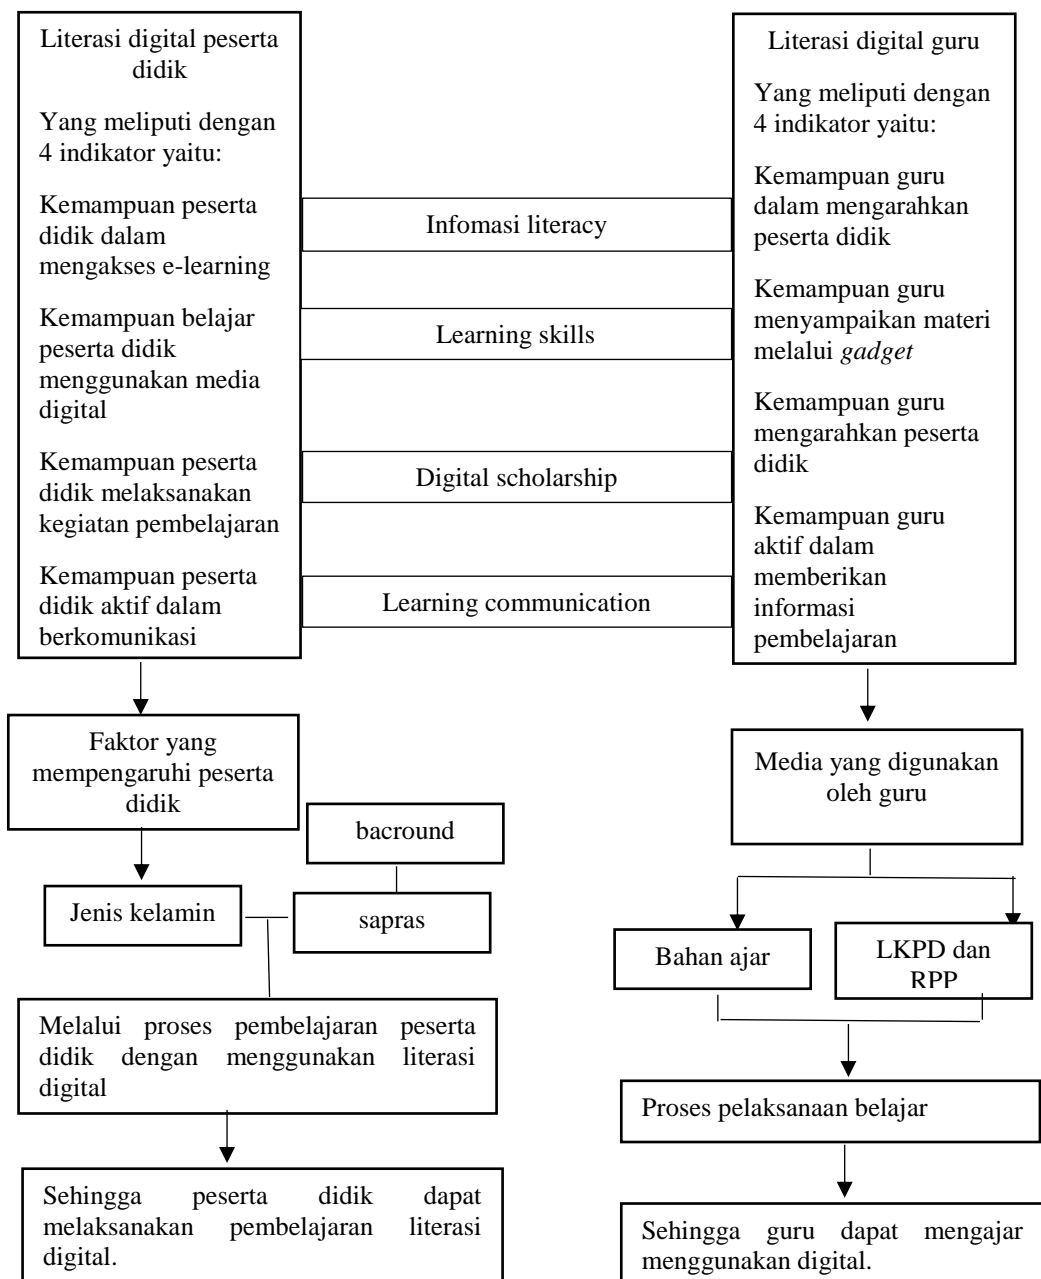 Literasi digital peserta
didik
Yang meliputi dengan
4 indikator yaitu:
Kemampuan peserta
didik dalam
mengakses e-learning
Kemampuan belajar
peserta didik
menggunakan media
digital
Kemampuan peserta
didik melaksanakan
kegiatan pembelajaran
Kemampuan peserta
didik aktif dalam
berkomunikasi
Infomasi literacy
Learning skills
Digital scholarship
Learning communication
Literasi digital guru
Yang meliputi dengan
4 indikator yaitu:
Kemampuan guru
dalam mengarahkan
peserta didik
Kemampuan guru
menyampaikan materi
melalui gadget
Kemampuan guru
mengarahkan peserta
didik
Kemampuan guru
aktif dalam
memberikan
informasi
pembelajaran
Faktor yang
mempengaruhi peserta
didik
bacround
Jenis kelamin
sapras
Melalui proses pembelajaran peserta
didik dengan menggunakan literasi
digital
Sehingga peserta didik dapat
melaksanakan pembelajaran literasi
digital.
Media yang digunakan
oleh guru
Bahan ajar
LKPD dan
RPP
Proses pelaksanaan belajar
Sehingga guru dapat mengajar
menggunakan digital.